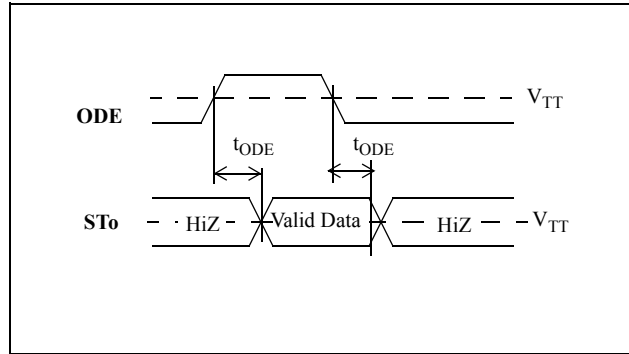 V_TT
ODE
t_ODE t_ODE
STo HiZ Valid Data HiZ V_TT